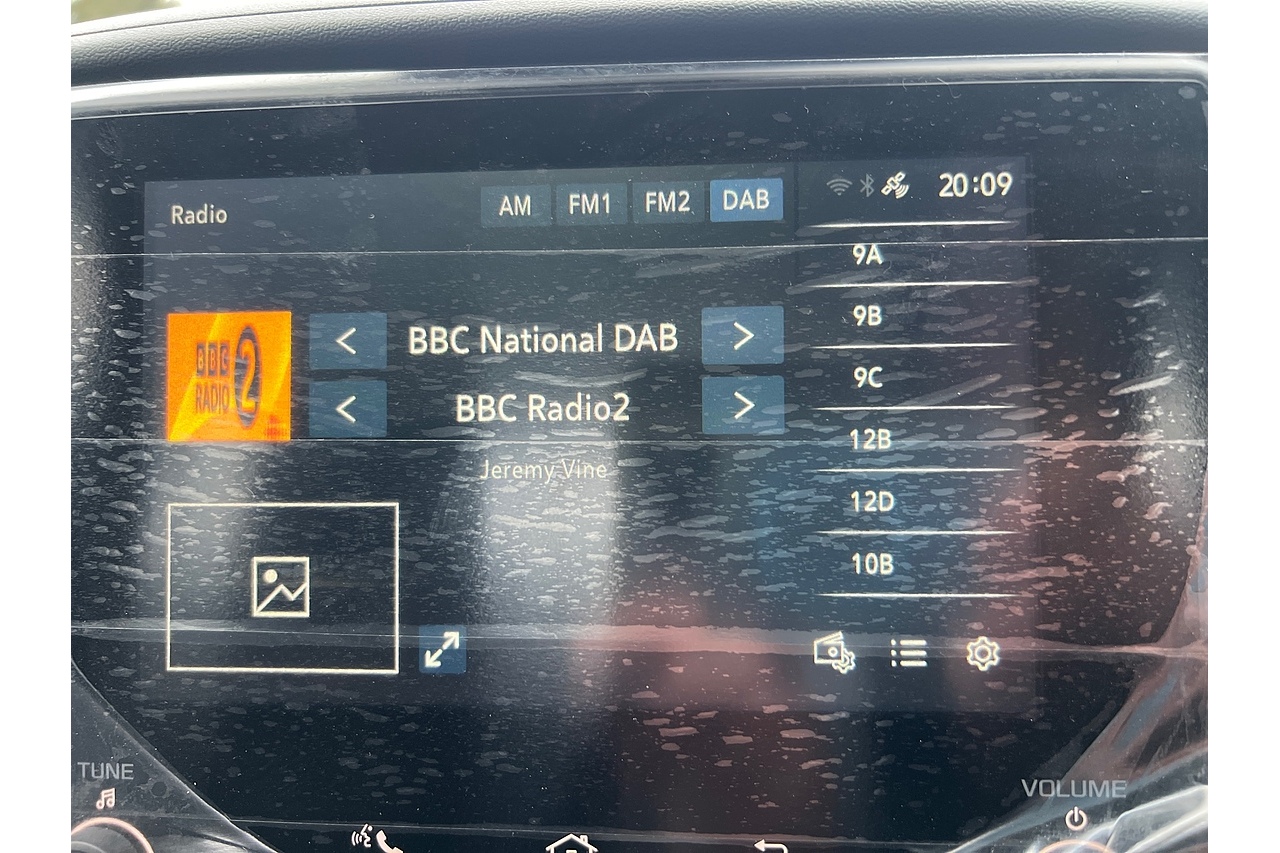 Radio
AM FM1 FM2 DAB
20:09
9A
9B
9C
12B
12D
10B
BBC
RADIO
2
BBC National DAB
BBC Radio2
Jeremy Vine
TUNE
VOLUME